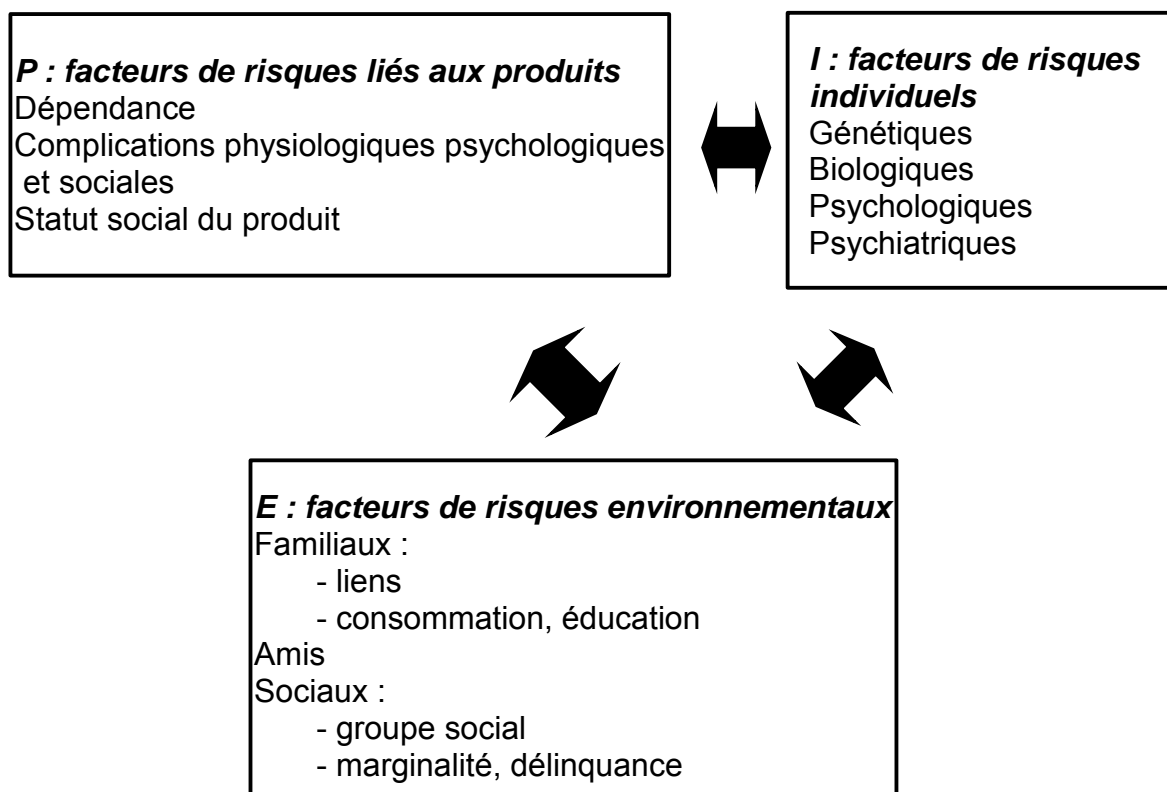 P : facteurs de risques liés aux produits
Dépendance
Complications physiologiques psychologiques
et sociales
Statut social du produit
I : facteurs de risques
individuels
Génétiques
Biologiques
Psychologiques
Psychiatriques
E : facteurs de risques environnementaux
Familiaux :
- liens
- consommation, éducation
Amis
Sociaux :
- groupe social
- marginalité, délinquance